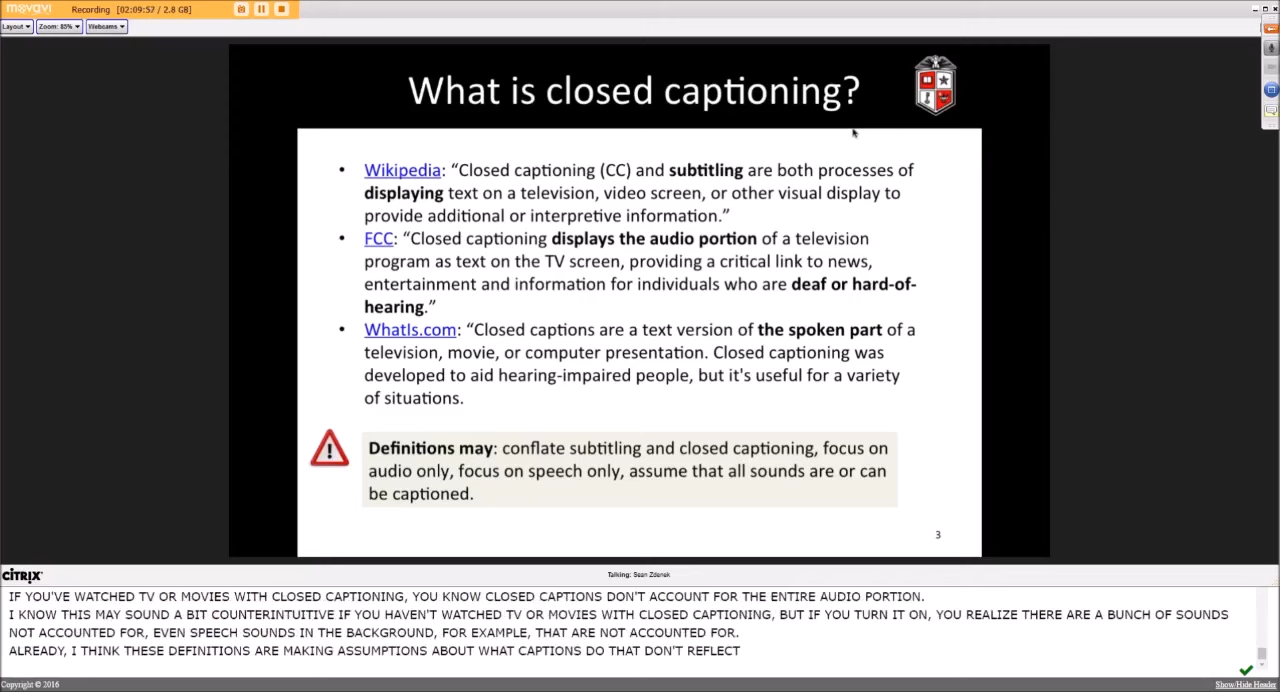 movavi Recording [02:09:57 / 2.8 GB]
Layout Zoom: 85% Webcams
What is closed captioning?
• Wikipedia: “Closed captioning (CC) and subtitling are both processes of
displaying text on a television, video screen, or other visual display to
provide additional or interpretive information.”
• FCC: “Closed captioning displays the audio portion of a television
program as text on the TV screen, providing a critical link to news,
entertainment and information for individuals who are deaf or hard-of-
hearing.”
• WhatIs.com: “Closed captions are a text version of the spoken part of a
television, movie, or computer presentation. Closed captioning was
developed to aid hearing-impaired people, but it's useful for a variety
of situations.
Definitions may: conflate subtitling and closed captioning, focus on
audio only, focus on speech only, assume that all sounds are or can
be captioned.
3
CITRIX Talking: Sean Zdenek
IF YOU'VE WATCHED TV OR MOVIES WITH CLOSED CAPTIONING, YOU KNOW CLOSED CAPTIONS DON'T ACCOUNT FOR THE ENTIRE AUDIO PORTION.
I KNOW THIS MAY SOUND A BIT COUNTERINTUITIVE IF YOU HAVEN'T WATCHED TV OR MOVIES WITH CLOSED CAPTIONING, BUT IF YOU TURN IT ON, YOU REALIZE THERE ARE A BUNCH OF SOUNDS
NOT ACCOUNTED FOR, EVEN SPEECH SOUNDS IN THE BACKGROUND, FOR EXAMPLE, THAT ARE NOT ACCOUNTED FOR.
ALREADY, I THINK THESE DEFINITIONS ARE MAKING ASSUMPTIONS ABOUT WHAT CAPTIONS DO THAT DON'T REFLECT
Copyright © 2016 Show/Hide Header